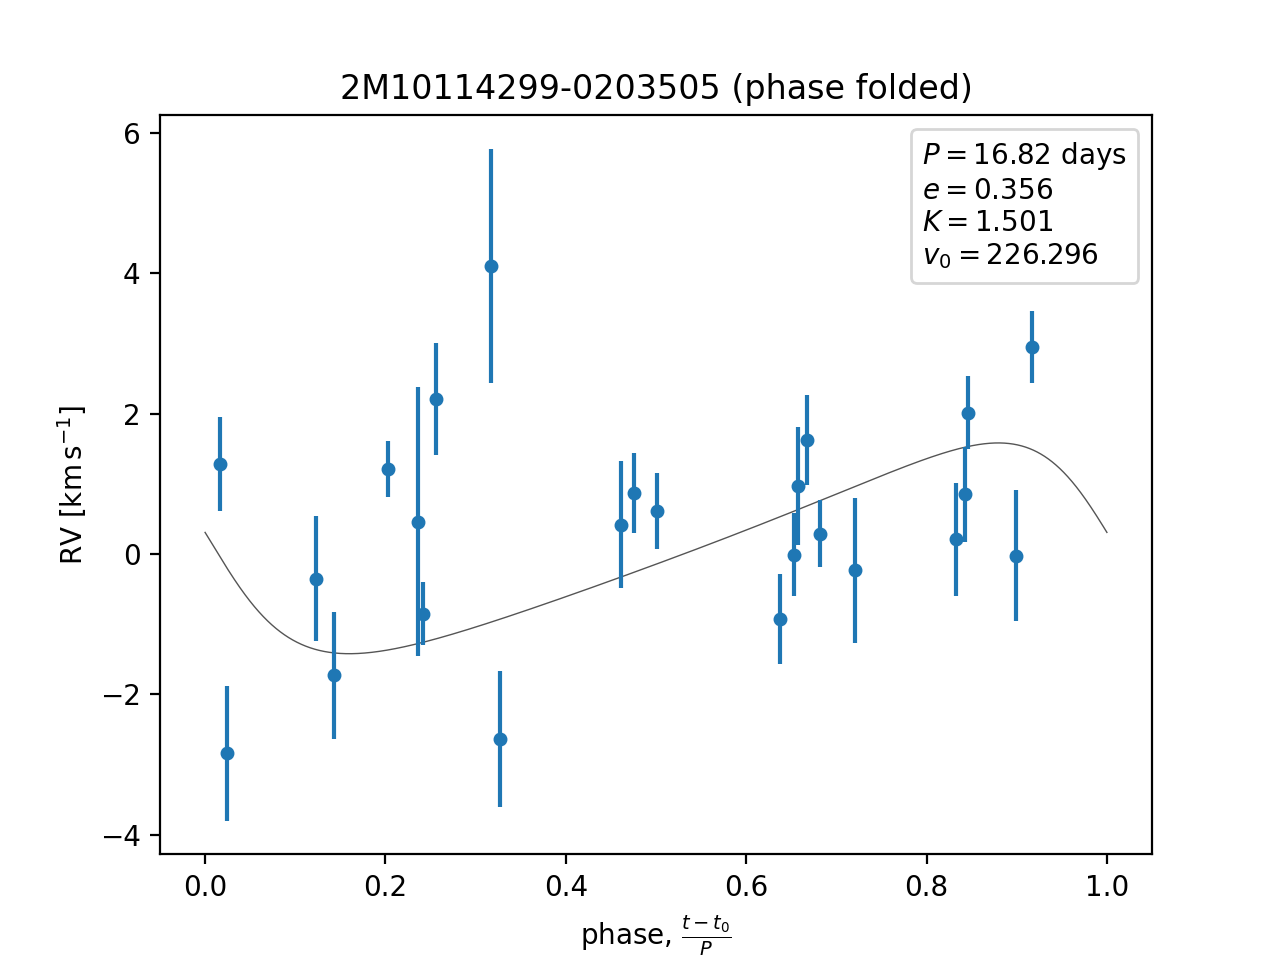 2M10114299-0203505 (phase folded)
P = 16.82 days
e = 0.356
K = 1.501
v₀ = 226.296
6
4
2
0
−2
−4
RV [km s⁻¹]
0.0 0.2 0.4 0.6 0.8 1.0
phase, (t − t₀)/P